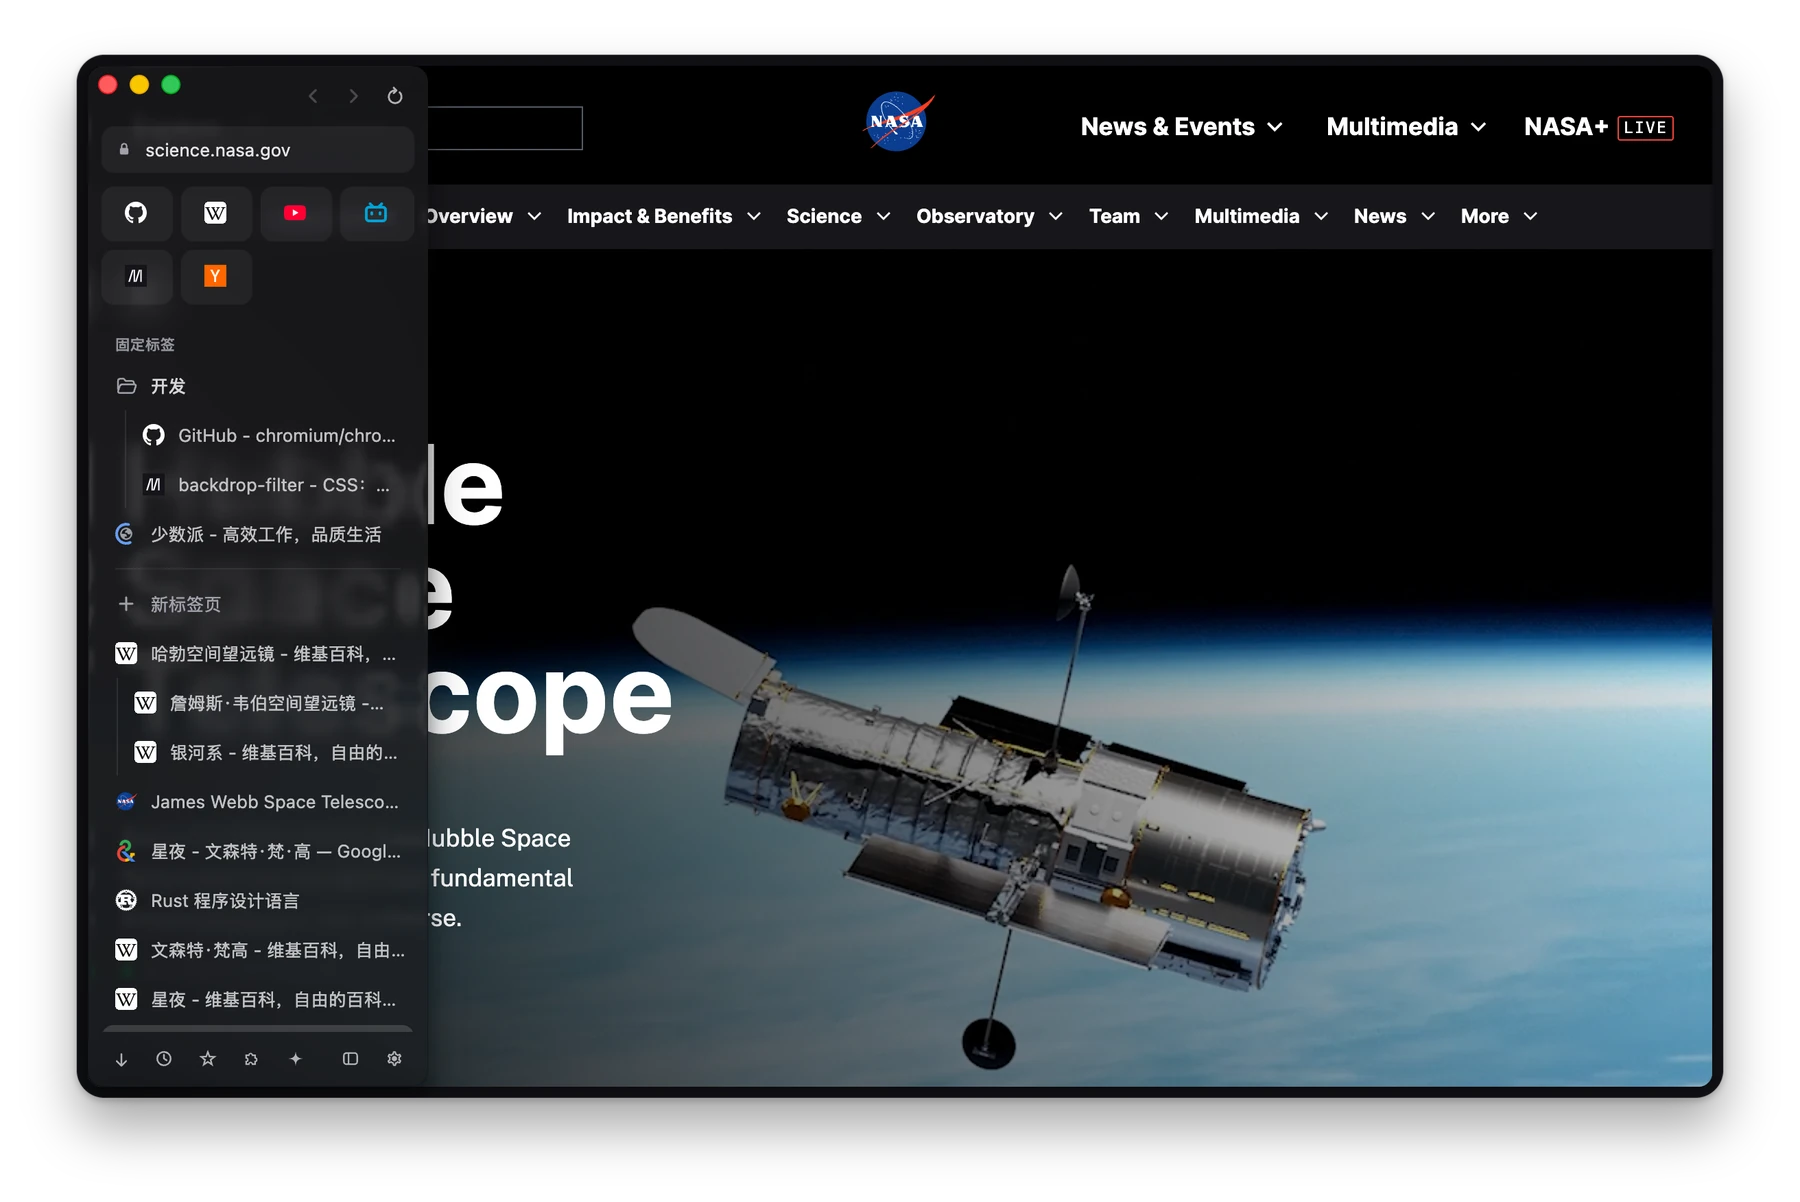 science.nasa.gov
固定标签
开发
GitHub - chromium/chro...
backdrop-filter - CSS： ...
少数派 - 高效工作，品质生活
新标签页
哈勃空间望远镜 - 维基百科，...
詹姆斯·韦伯空间望远镜 -...
银河系 - 维基百科，自由的...
James Webb Space Telesco...
星夜 - 文森特·梵·高 — Googl...
Rust 程序设计语言
文森特·梵高 - 维基百科，自由...
星夜 - 维基百科，自由的百科...
NASA
News & Events
Multimedia
NASA+ LIVE
Overview
Impact & Benefits
Science
Observatory
Team
Multimedia
News
More
Hubble
Space
Telescope
Hubble Space
fundamental
rse.